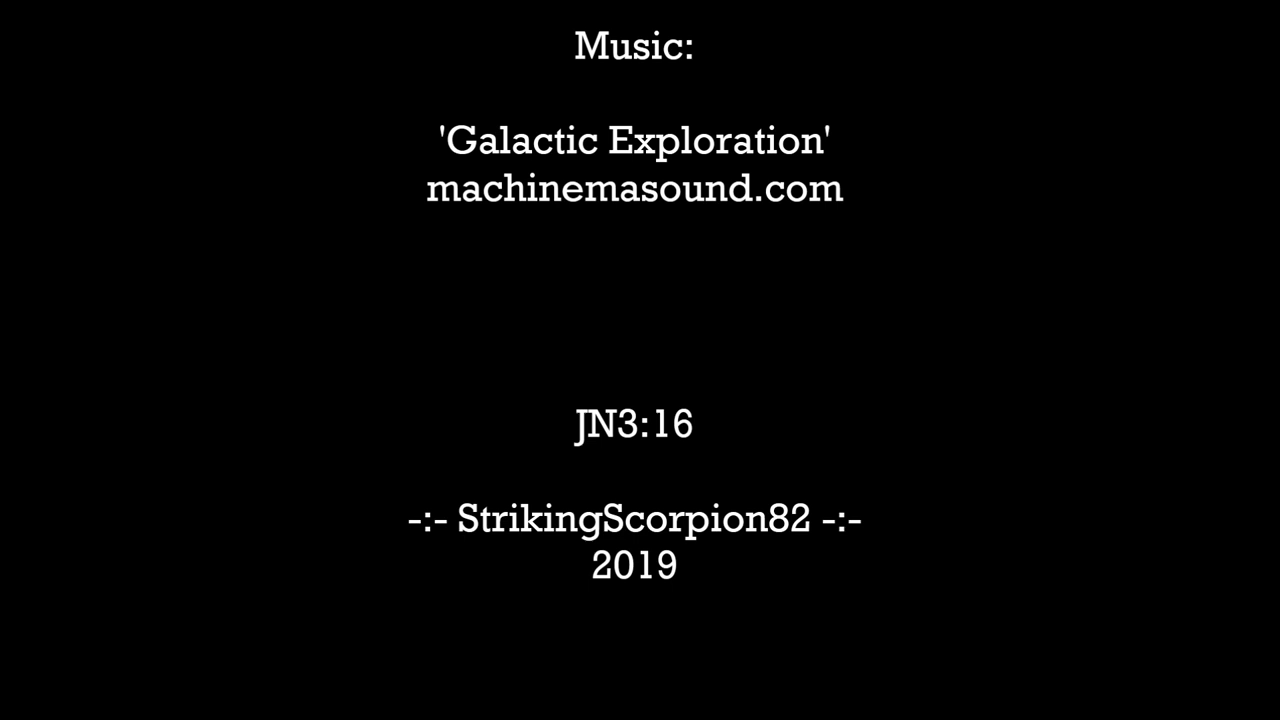 Music:
'Galactic Exploration'
machinemasound.com
JN3:16
-:- StrikingScorpion82 -:-
2019